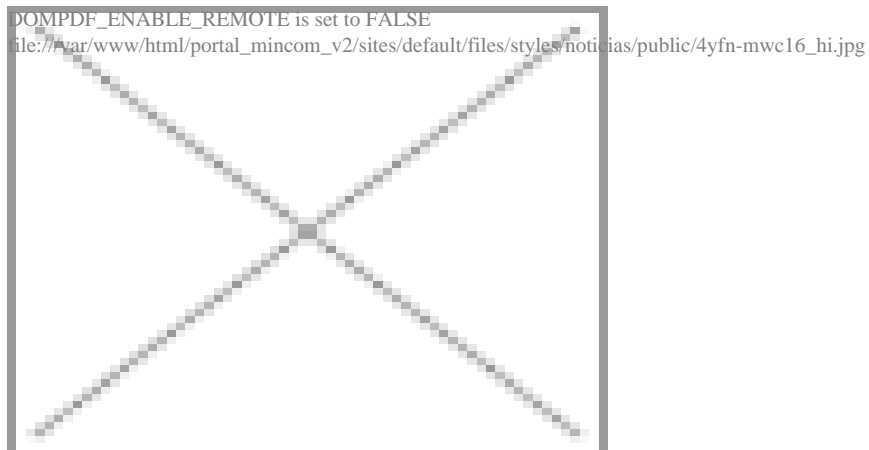 DOMPDF_ENABLE_REMOTE is set to FALSE
file:///var/www/html/portal_mincom_v2/sites/default/files/styles/noticias/public/4yfn-mwc16_hi.jpg